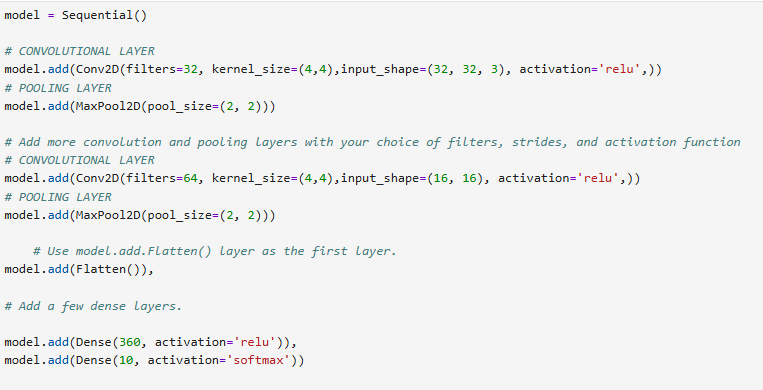 model = Sequential()
# CONVOLUTIONAL LAYER
model.add(Conv2D(filters=32, kernel_size=(4,4),input_shape=(32, 32, 3), activation='relu',))
# POOLING LAYER
model.add(MaxPool2D(pool_size=(2, 2)))
# Add more convolution and pooling layers with your choice of filters, strides, and activation function
# CONVOLUTIONAL LAYER
model.add(Conv2D(filters=64, kernel_size=(4,4),input_shape=(16, 16), activation='relu',))
# POOLING LAYER
model.add(MaxPool2D(pool_size=(2, 2)))
# Use model.add.Flatten() layer as the first layer.
model.add(Flatten()),
# Add a few dense layers.
model.add(Dense(360, activation='relu')),
model.add(Dense(10, activation='softmax'))